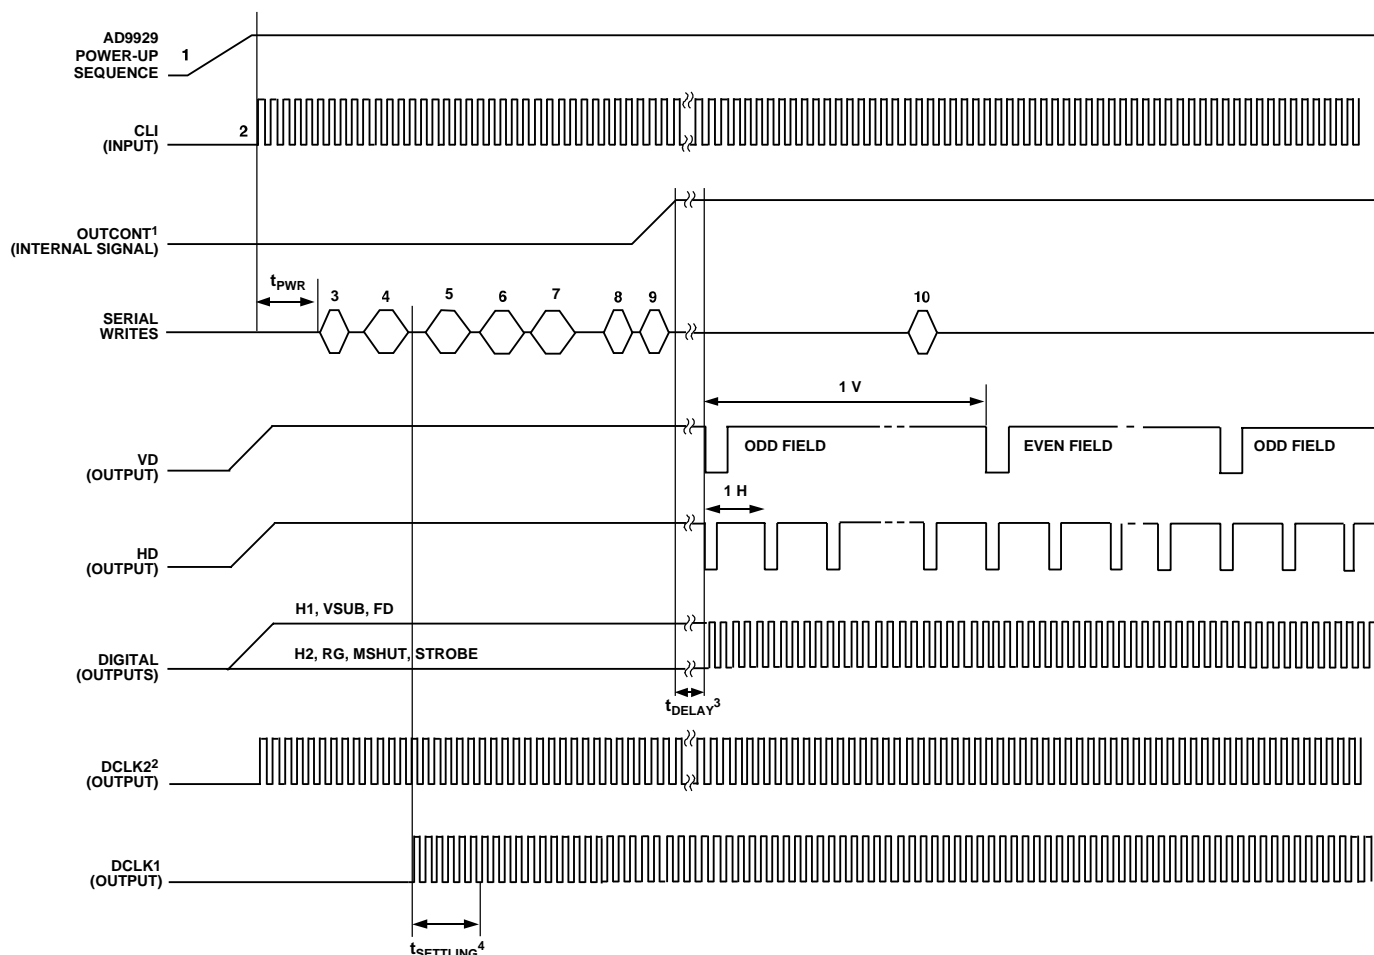 AD9929
POWER-UP
SEQUENCE
1
CLI
(INPUT)
2
OUTCONT1
(INTERNAL SIGNAL)
tPWR
SERIAL
WRITES
3 4 5 6 7 8 9 10
1 V
VD
(OUTPUT)
ODD FIELD EVEN FIELD ODD FIELD
1 H
HD
(OUTPUT)
H1, VSUB, FD
DIGITAL
(OUTPUTS)
H2, RG, MSHUT, STROBE
tDELAY3
DCLK22
(OUTPUT)
DCLK1
(OUTPUT)
tSETTLING4